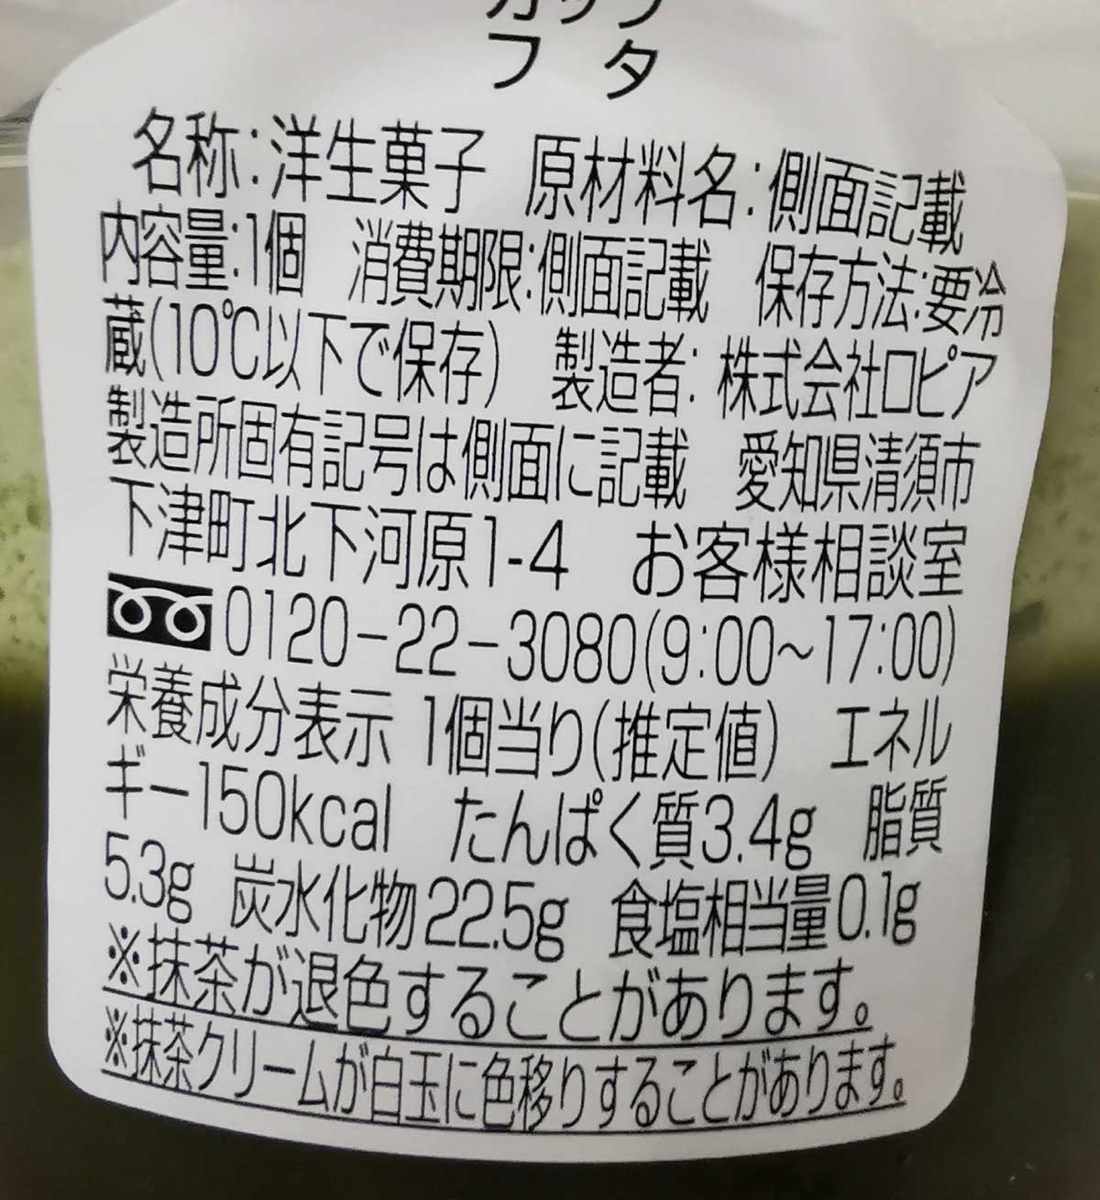 カップ
フタ
名称:洋生菓子 原材料名:側面記載
内容量:1個 消費期限:側面記載 保存方法:要冷
蔵(10℃以下で保存) 製造者:株式会社ロピア
製造所固有記号は側面に記載 愛知県清須市
下津町北下河原1-4 お客様相談室
0120-22-3080(9:00~17:00)
栄養成分表示 1個当り(推定値) エネル
ギー150kcal たんぱく質3.4g 脂質
5.3g 炭水化物22.5g 食塩相当量0.1g
※抹茶が退色することがあります。
※抹茶クリームが白玉に色移りすることがあります。